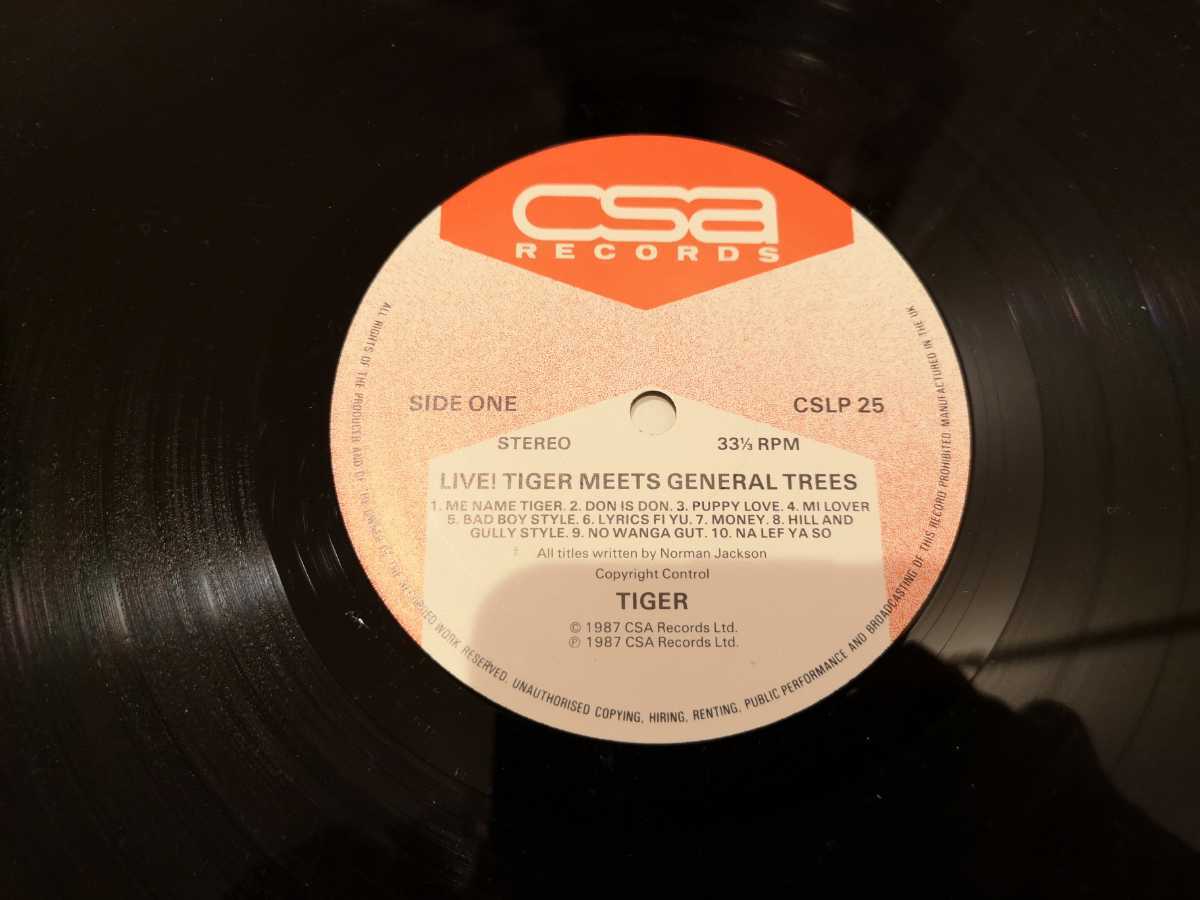 csa
RECORDS
SIDE ONE
CSLP 25
STEREO
33⅓ RPM
LIVE! TIGER MEETS GENERAL TREES
1. ME NAME TIGER. 2. DON IS DON. 3. PUPPY LOVE. 4. MI LOVER
5. BAD BOY STYLE. 6. LYRICS FI YU. 7. MONEY. 8. HILL AND
GULLY STYLE. 9. NO WANGA GUT. 10. NA LEF YA SO
All titles written by Norman Jackson
Copyright Control
TIGER
© 1987 CSA Records Ltd.
℗ 1987 CSA Records Ltd.
ALL RIGHTS OF THE PRODUCER AND OF THE OWNER OF THE RECORDED WORK RESERVED. UNAUTHORISED COPYING, HIRING, RENTING, PUBLIC PERFORMANCE AND BROADCASTING OF THIS RECORD PROHIBITED. MANUFACTURED IN THE UK